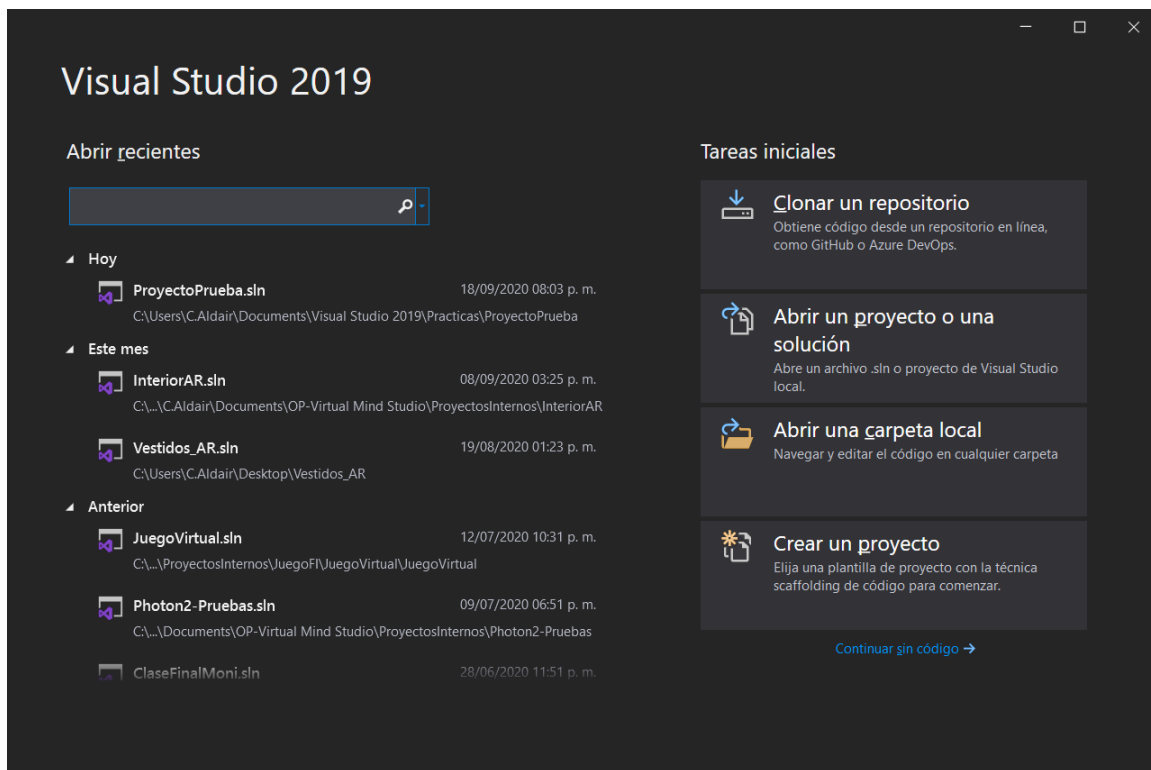 Visual Studio 2019
Abrir recientes
Hoy
ProyectoPrueba.sln 18/09/2020 08:03 p. m.
C:\Users\C.Aldair\Documents\Visual Studio 2019\Practicas\ProyectoPrueba
Este mes
InteriorAR.sln 08/09/2020 03:25 p. m.
C:\...\C.Aldair\Documents\OP-Virtual Mind Studio\ProyectosInternos\InteriorAR
Vestidos_AR.sln 19/08/2020 01:23 p. m.
C:\Users\C.Aldair\Desktop\Vestidos_AR
Anterior
JuegoVirtual.sln 12/07/2020 10:31 p. m.
C:\...\ProyectosInternos\JuegoFI\JuegoVirtual\JuegoVirtual
Photon2-Pruebas.sln 09/07/2020 06:51 p. m.
C:\...\Documents\OP-Virtual Mind Studio\ProyectosInternos\Photon2-Pruebas
ClaseFinalMoni.sln 28/06/2020 11:51 p. m.
Tareas iniciales
Clonar un repositorio
Obtiene código desde un repositorio en línea,
como GitHub o Azure DevOps.
Abrir un proyecto o una
solución
Abre un archivo .sln o proyecto de Visual Studio
local.
Abrir una carpeta local
Navegar y editar el código en cualquier carpeta
Crear un proyecto
Elija una plantilla de proyecto con la técnica
scaffolding de código para comenzar.
Continuar sin código →